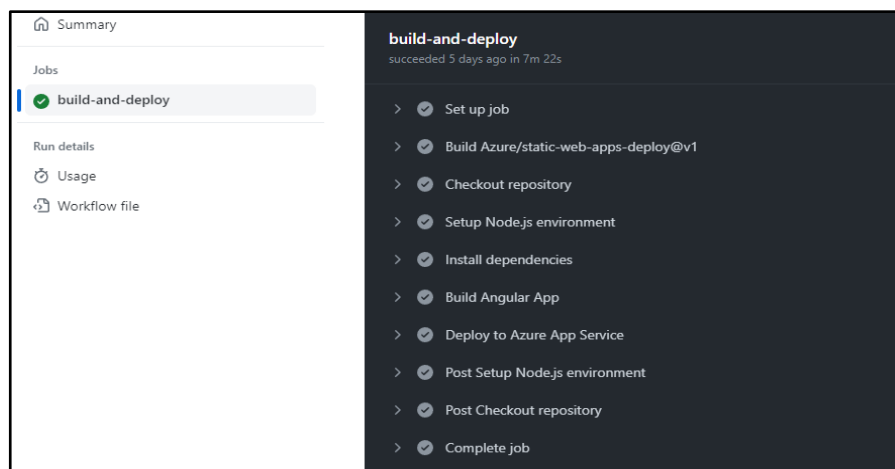 Summary
Jobs
build-and-deploy
Run details
Usage
Workflow file
build-and-deploy
succeeded 5 days ago in 7m 22s
Set up job
Build Azure/static-web-apps-deploy@v1
Checkout repository
Setup Node.js environment
Install dependencies
Build Angular App
Deploy to Azure App Service
Post Setup Node.js environment
Post Checkout repository
Complete job